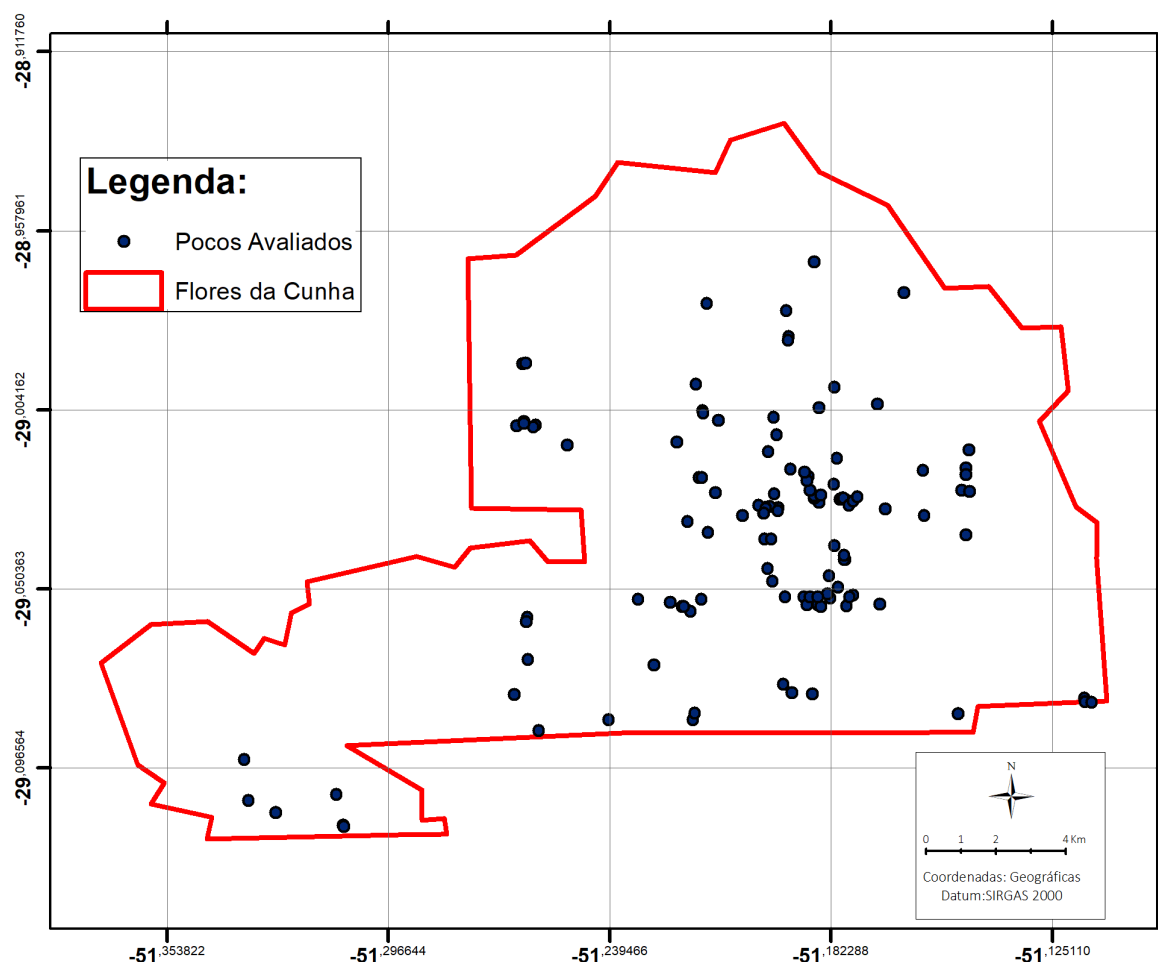 -28,911760
-28,957961
-29,004162
-29,050363
-29,096564
Legenda:
Pocos Avaliados
Flores da Cunha
N
0 1 2 4 Km
Coordenadas: Geográficas
Datum:SIRGAS 2000
-51,353822 -51,296644 -51,239466 -51,182288 -51,125110